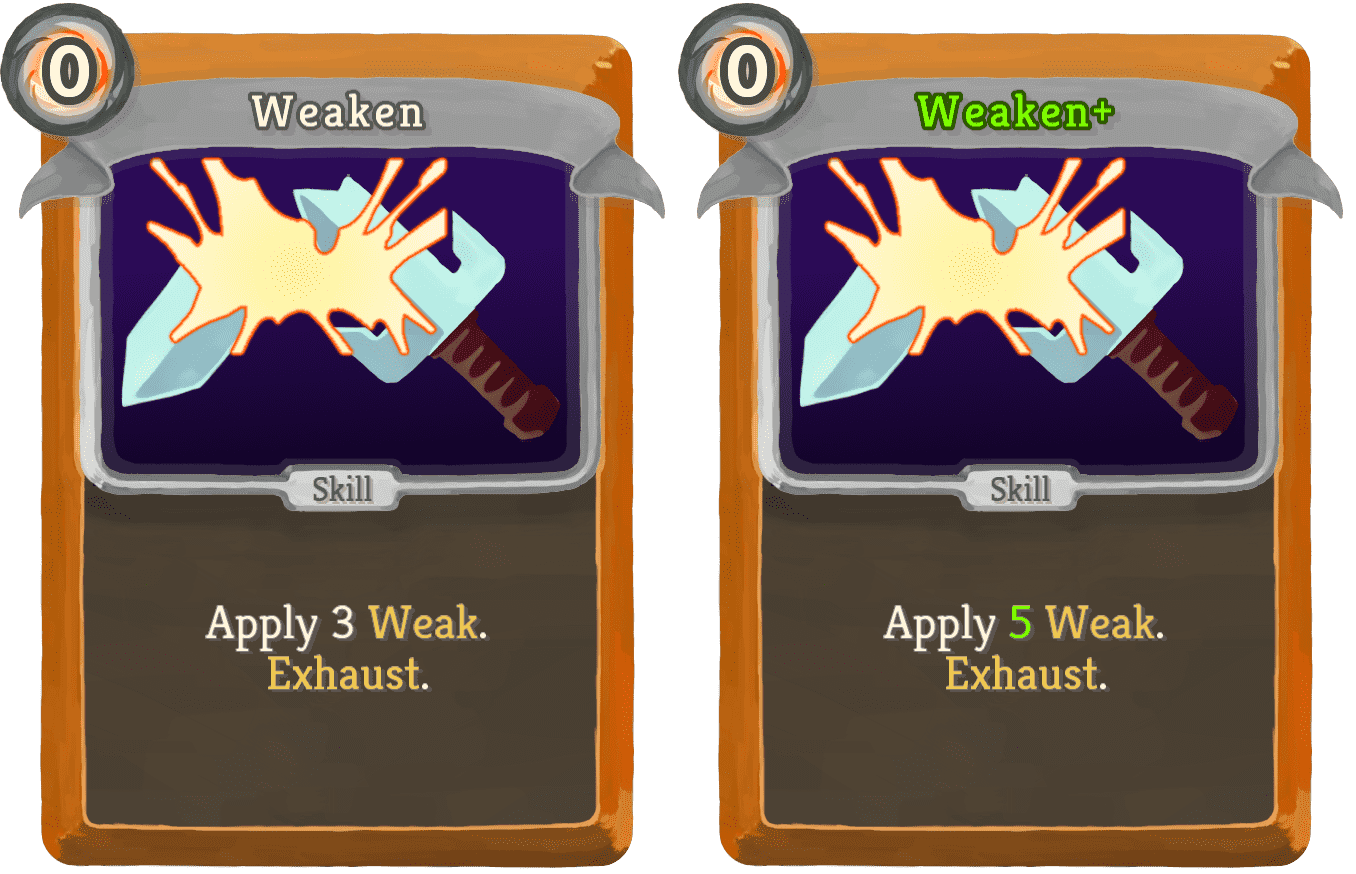 0
Weaken
Skill
Apply 3 Weak.
Exhaust.
0
Weaken+
Skill
Apply 5 Weak.
Exhaust.